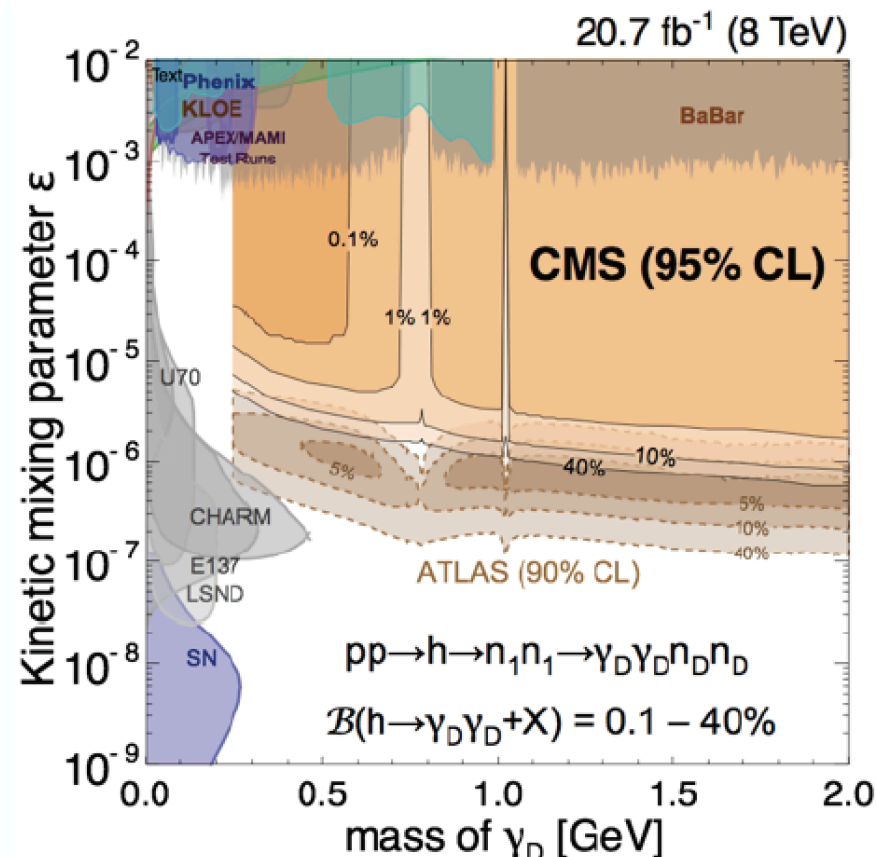 20.7 fb⁻¹ (8 TeV)
Kinetic mixing parameter ε
10⁻²
10⁻³
10⁻⁴
10⁻⁵
10⁻⁶
10⁻⁷
10⁻⁸
10⁻⁹
Text
Phenix
KLOE
APEX/MAMI
Test Runs
BaBar
0.1%
CMS (95% CL)
1% 1%
U70
10%
40%
5%
5%
10%
40%
CHARM
E137
LSND
ATLAS (90% CL)
SN
pp→h→n₁n₁→γ_Dγ_Dn_Dn_D
ℬ(h→γ_Dγ_D+X) = 0.1 – 40%
0.0 0.5 1.0 1.5 2.0
mass of γ_D [GeV]